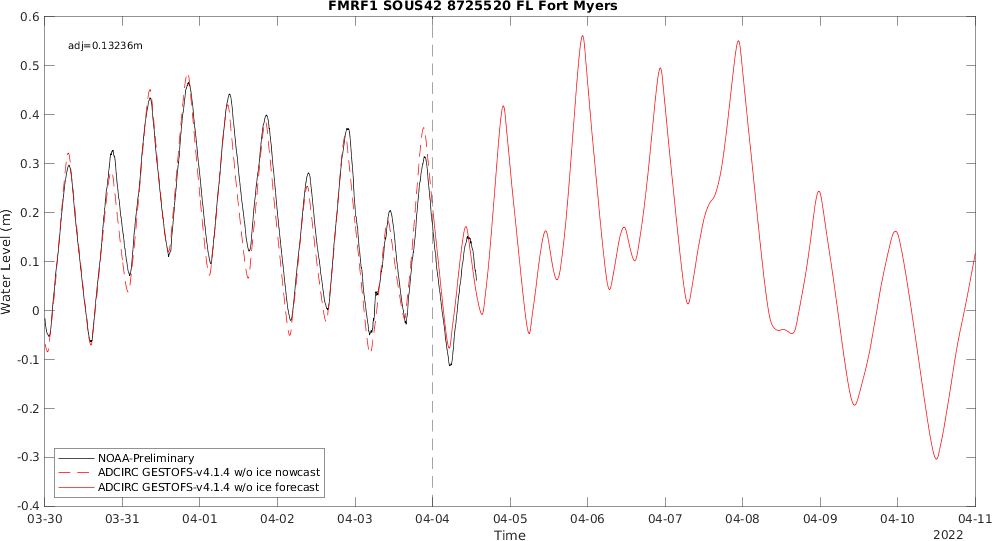 FMRF1 SOUS42 8725520 FL Fort Myers
adj=0.13236m
0.6
0.5
0.4
0.3
0.2
0.1
0
-0.1
-0.2
-0.3
-0.4
Water Level (m)
NOAA-Preliminary
ADCIRC GESTOFS-v4.1.4 w/o ice nowcast
ADCIRC GESTOFS-v4.1.4 w/o ice forecast
03-30 03-31 04-01 04-02 04-03 04-04 04-05 04-06 04-07 04-08 04-09 04-10 04-11
Time
2022